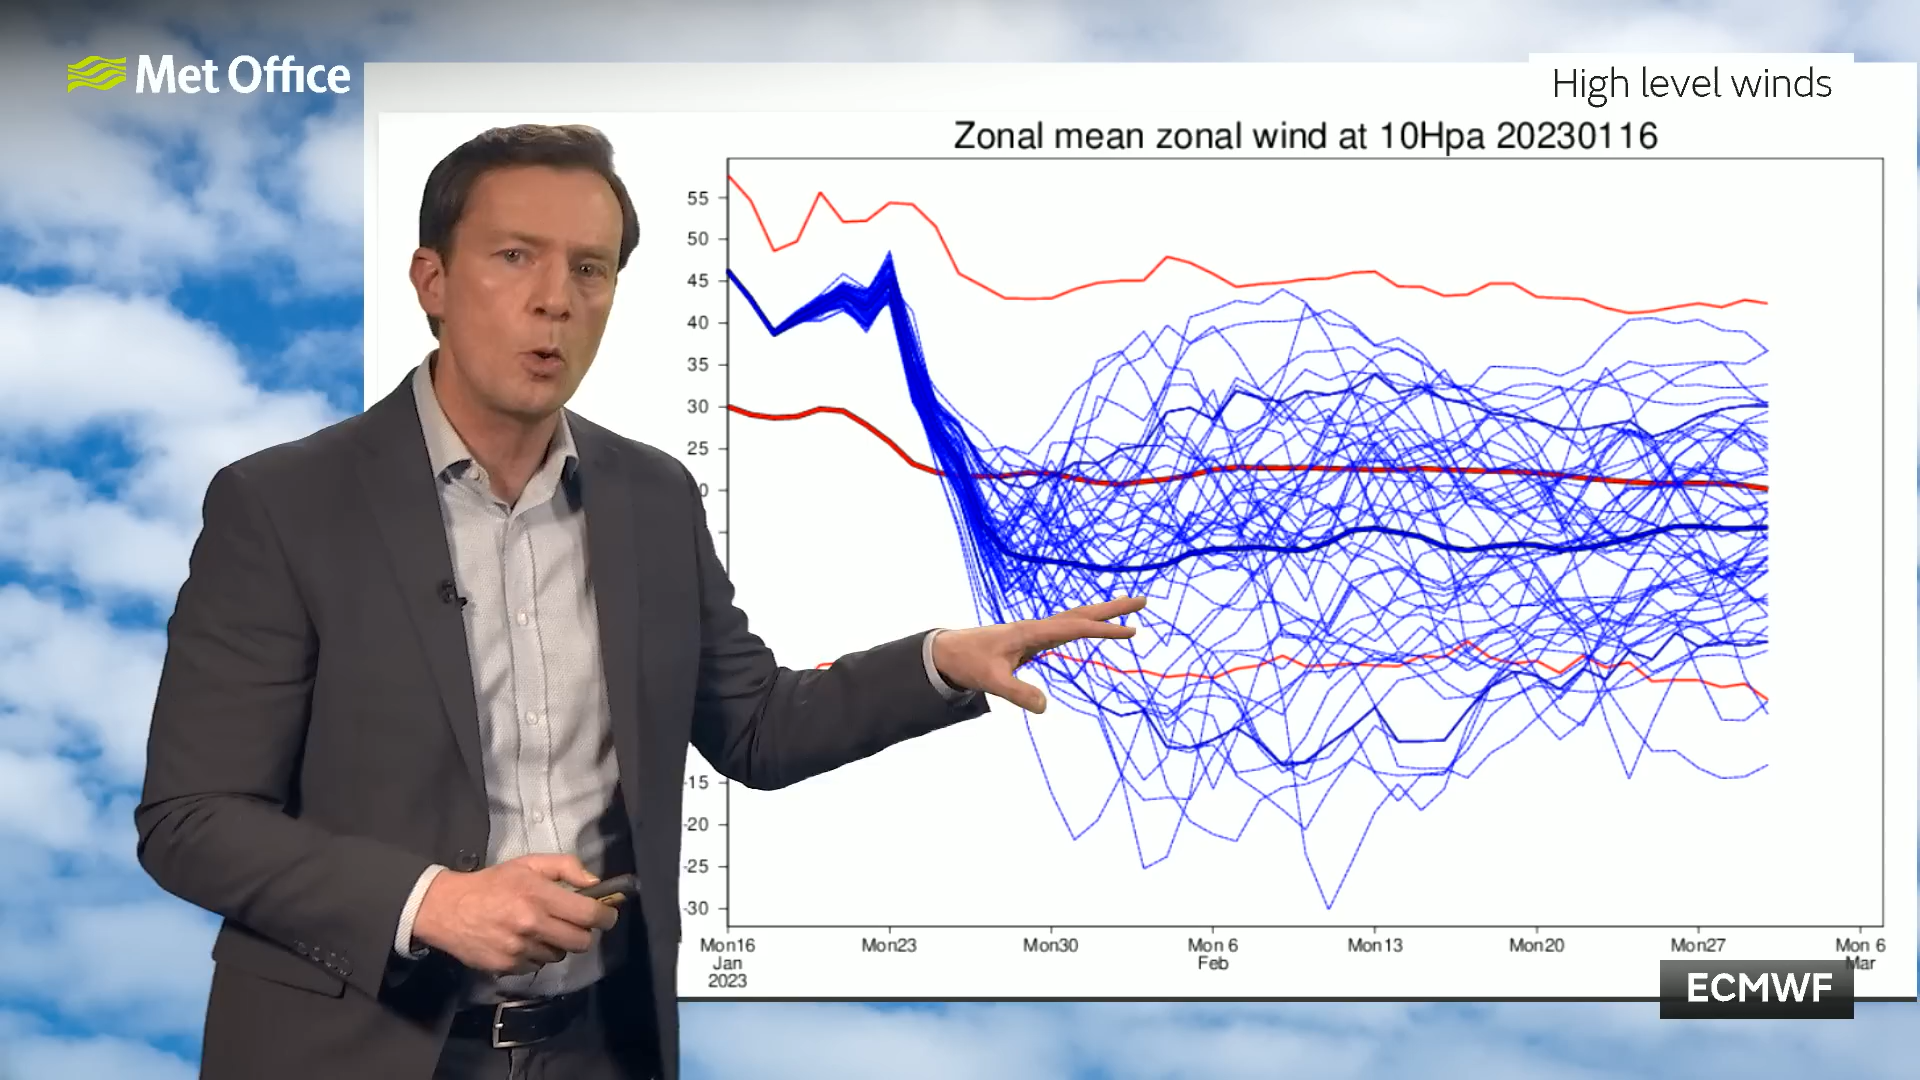 Met Office
High level winds
Zonal mean zonal wind at 10Hpa 20230116
55
50
45
40
35
30
25
0
-15
-20
-25
-30
Mon16
Jan
2023
Mon23
Mon30
Mon 6
Feb
Mon13
Mon20
Mon27
Mon 6
Mar
ECMWF